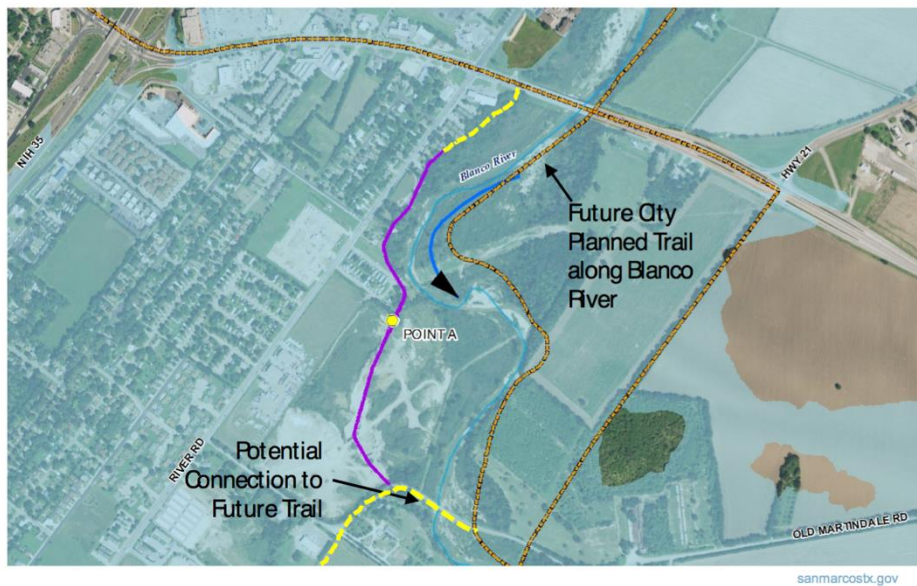 NIH 35
Blanco River
HWY 21
Future City
Planned Trail
along Blanco
River
POINT A
Potential
Connection to
Future Trail
RIVER RD
OLD MARTINDALE RD
sanmarcostx.gov